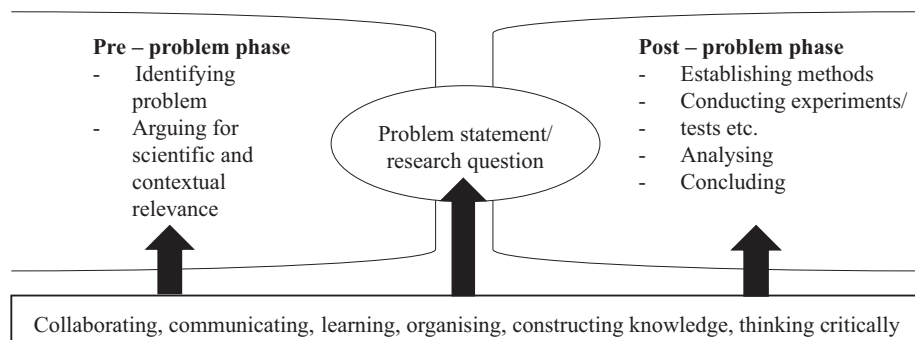 Pre – problem phase
- Identifying
problem
- Arguing for
scientific and
contextual
relevance
Problem statement/
research question
Post – problem phase
- Establishing methods
- Conducting experiments/
- tests etc.
- Analysing
- Concluding
Collaborating, communicating, learning, organising, constructing knowledge, thinking critically